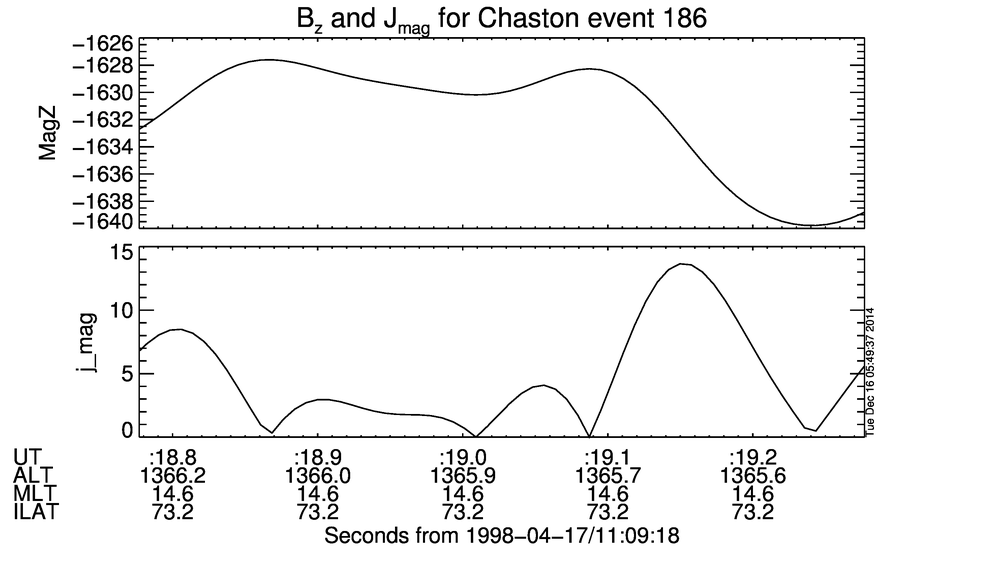 Bz and Jmag for Chaston event 186
−1626
−1628
−1630
−1632
−1634
−1636
−1638
−1640
MagZ
15
10
5
0
j_mag
Tue Dec 16 05:49:37 2014
UT :18.8 :18.9 :19.0 :19.1 :19.2
ALT 1366.2 1366.0 1365.9 1365.7 1365.6
MLT 14.6 14.6 14.6 14.6 14.6
ILAT 73.2 73.2 73.2 73.2 73.2
Seconds from 1998−04−17/11:09:18